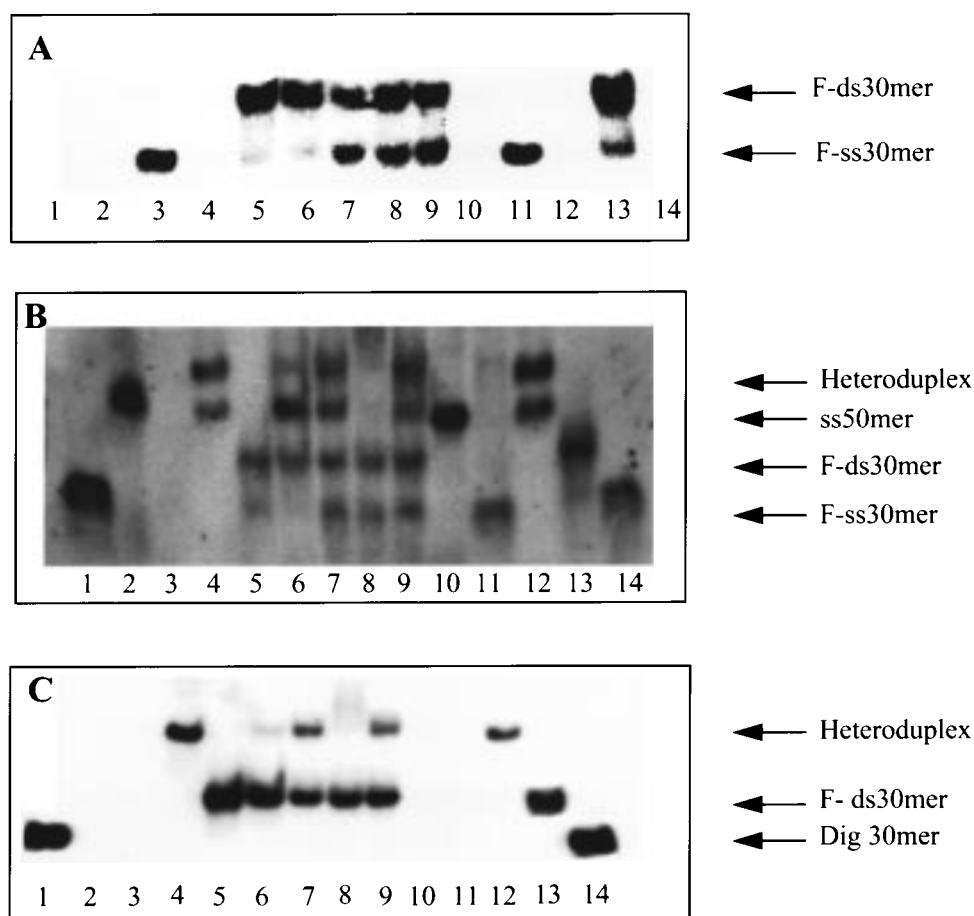 A
F-ds30mer
F-ss30mer
1 2 3 4 5 6 7 8 9 10 11 12 13 14
B
Heteroduplex
ss50mer
F-ds30mer
F-ss30mer
1 2 3 4 5 6 7 8 9 10 11 12 13 14
C
Heteroduplex
F- ds30mer
Dig 30mer
1 2 3 4 5 6 7 8 9 10 11 12 13 14